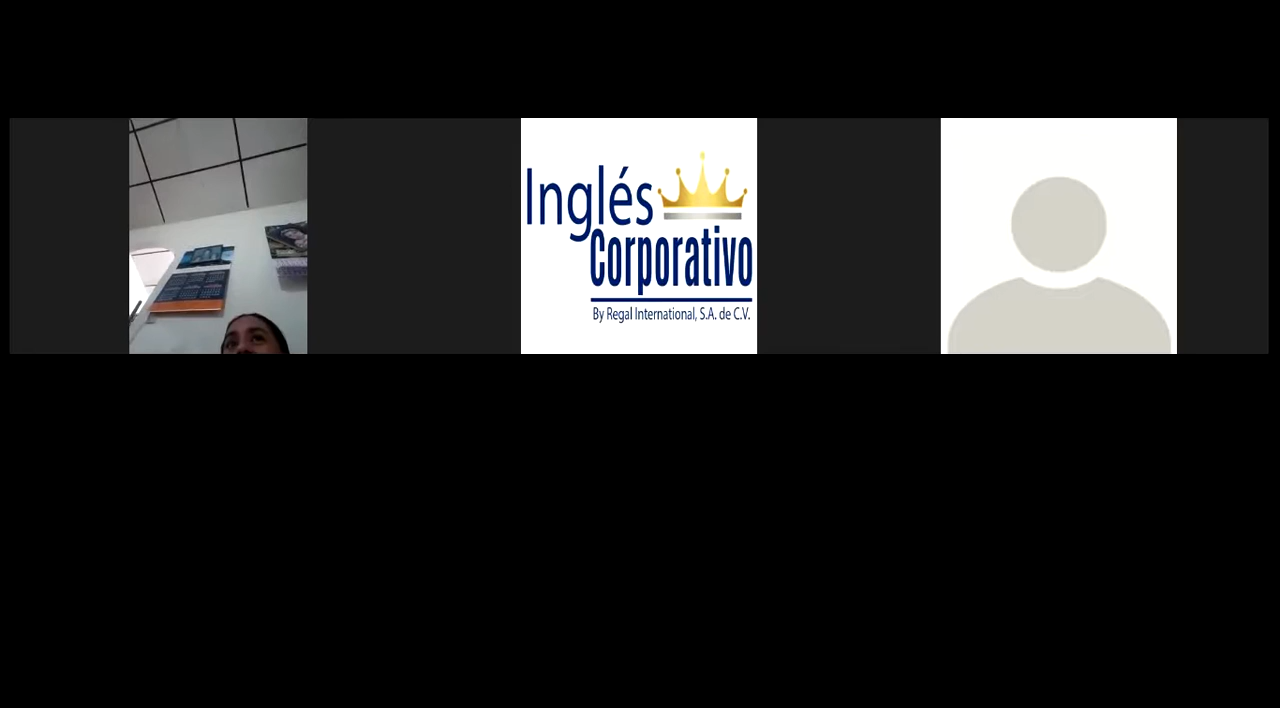 Inglés
Corporativo
By Regal International, S.A. de C.V.